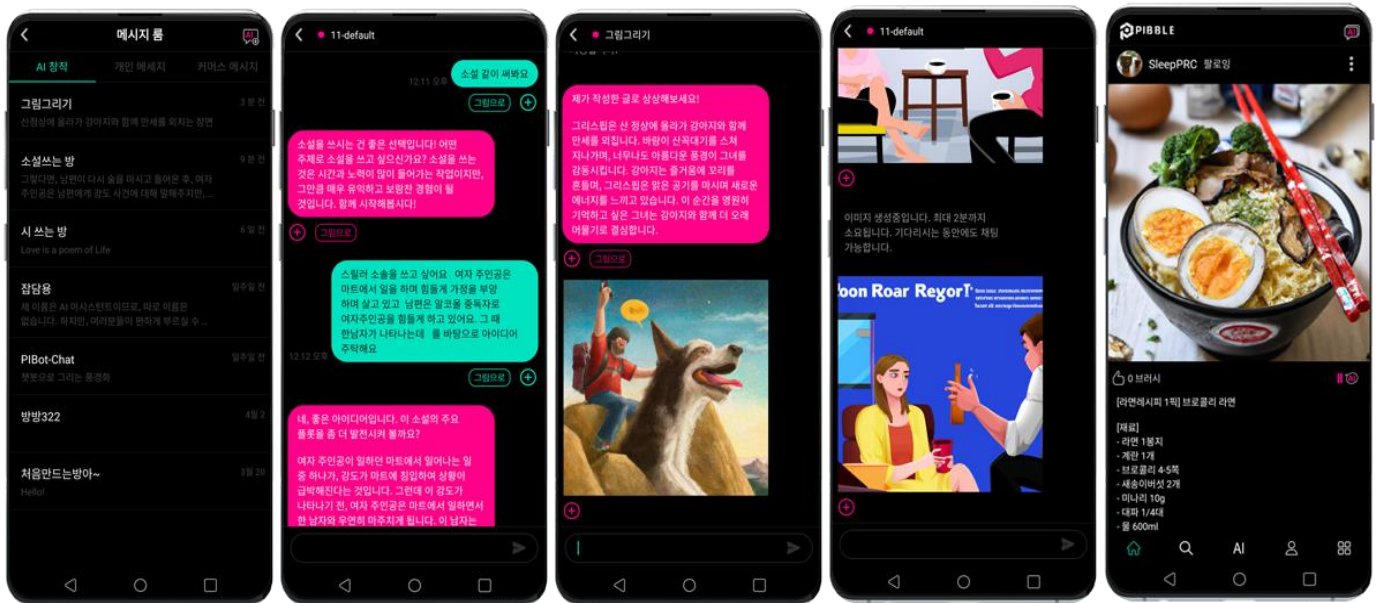 메시지 룸
AI
AI 창작
개인 메세지
커머스 메시지
그림그리기
3 분 전
산정상에 올라가 강아지와 함께 만세를 외치는 장면
소설쓰는 방
9 분 전
그렇다면, 남편이 다시 술을 마시고 들어온 후, 여자
주인공은 남편에게 강도 사건에 대해 말해주지만, ...
시 쓰는 방
6 일 전
Love is a poem of Life
잡담용
일주일 전
제 이름은 AI 어시스턴트이므로, 따로 이름은
없습니다. 하지만, 여러분들이 편하게 부르실 수 ...
PIBot-Chat
일주일 전
챗봇으로 그리는 풍경화
방방322
4월 2
처음만드는방아~
3월 20
Hello!
11-default
12:11 오후
소설 같이 써봐요
그림으로
소설을 쓰시는 건 좋은 선택입니다! 어떤
주제로 소설을 쓰고 싶으신가요? 소설을 쓰는
것은 시간과 노력이 많이 들어가는 작업이지만,
그만큼 매우 유익하고 보람찬 경험이 될
것입니다. 함께 시작해봅시다!
그림으로
스릴러 소솔을 쓰고 싶어요 여자 주인공은
마트에서 일을 하며 힘들게 가정을 부양
하며 살고 있고 남편은 알코올 중독자로
여자주인공을 힘들게 하고 있어요. 그 때
한남자가 나타나는데 를 바탕으로 아이디어
주탁해요
12:12 오후
그림으로
네, 좋은 아이디어입니다. 이 소설의 주요
플롯을 좀 더 발전시켜 볼까요?
여자 주인공이 일하던 마트에서 일어나는 일
중 하나가, 강도가 마트에 침입하여 상황이
급박해진다는 것입니다. 그런데 이 강도가
나타나기 전, 여자 주인공은 마트에서 일하면서
한 남자와 우연히 마주치게 됩니다. 이 남자는
그림그리기
제가 작성한 글로 상상해보세요!
그리스립은 산 정상에 올라가 강아지와 함께
만세를 외칩니다. 바람이 산꼭대기를 스쳐
지나가며, 너무나도 아름다운 풍경이 그녀를
감동시킵니다. 강아지는 즐거움에 꼬리를
흔들며, 그리스립은 맑은 공기를 마시며 새로운
에너지를 느끼고 있습니다. 이 순간을 영원히
기억하고 싶은 그녀는 강아지와 함께 더 오래
머물기로 결심합니다.
그림으로
11-default
이미지 생성중입니다. 최대 2분까지
소요됩니다. 기다리시는 동안에도 채팅
가능합니다.
oon Roar Regor
PIBBLE
AI
SleepPRC 팔로잉
0 브러시
AI
[라면레시피 1픽] 브로콜리 라면
[재료]
- 라면 1봉지
- 계란 1개
- 브로콜리 4-5쪽
- 새송이버섯 2개
- 미나리 10g
- 대파 1/4대
- 물 600ml
AI